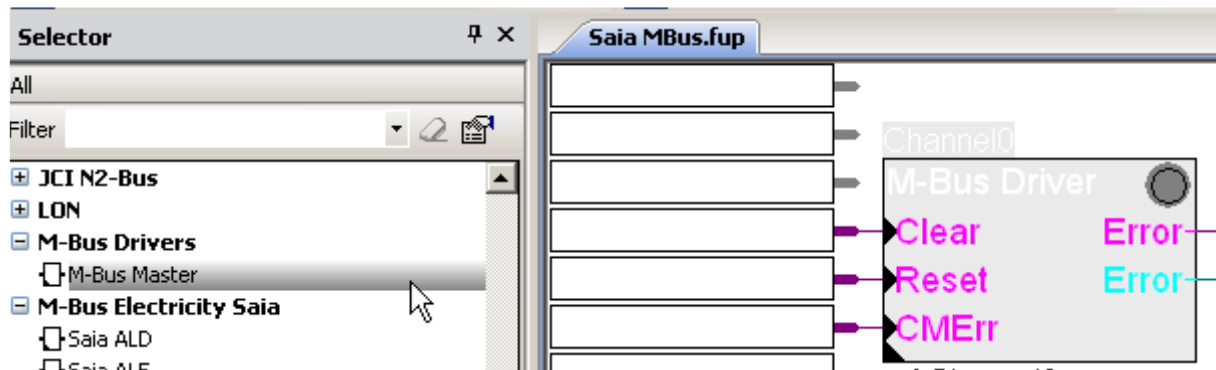 Selector
All
Filter
JCI N2-Bus
LON
M-Bus Drivers
M-Bus Master
M-Bus Electricity Saia
Saia ALD
Saia MBus.fup
Channel0
M-Bus Driver
Clear Error
Reset Error
CMErr